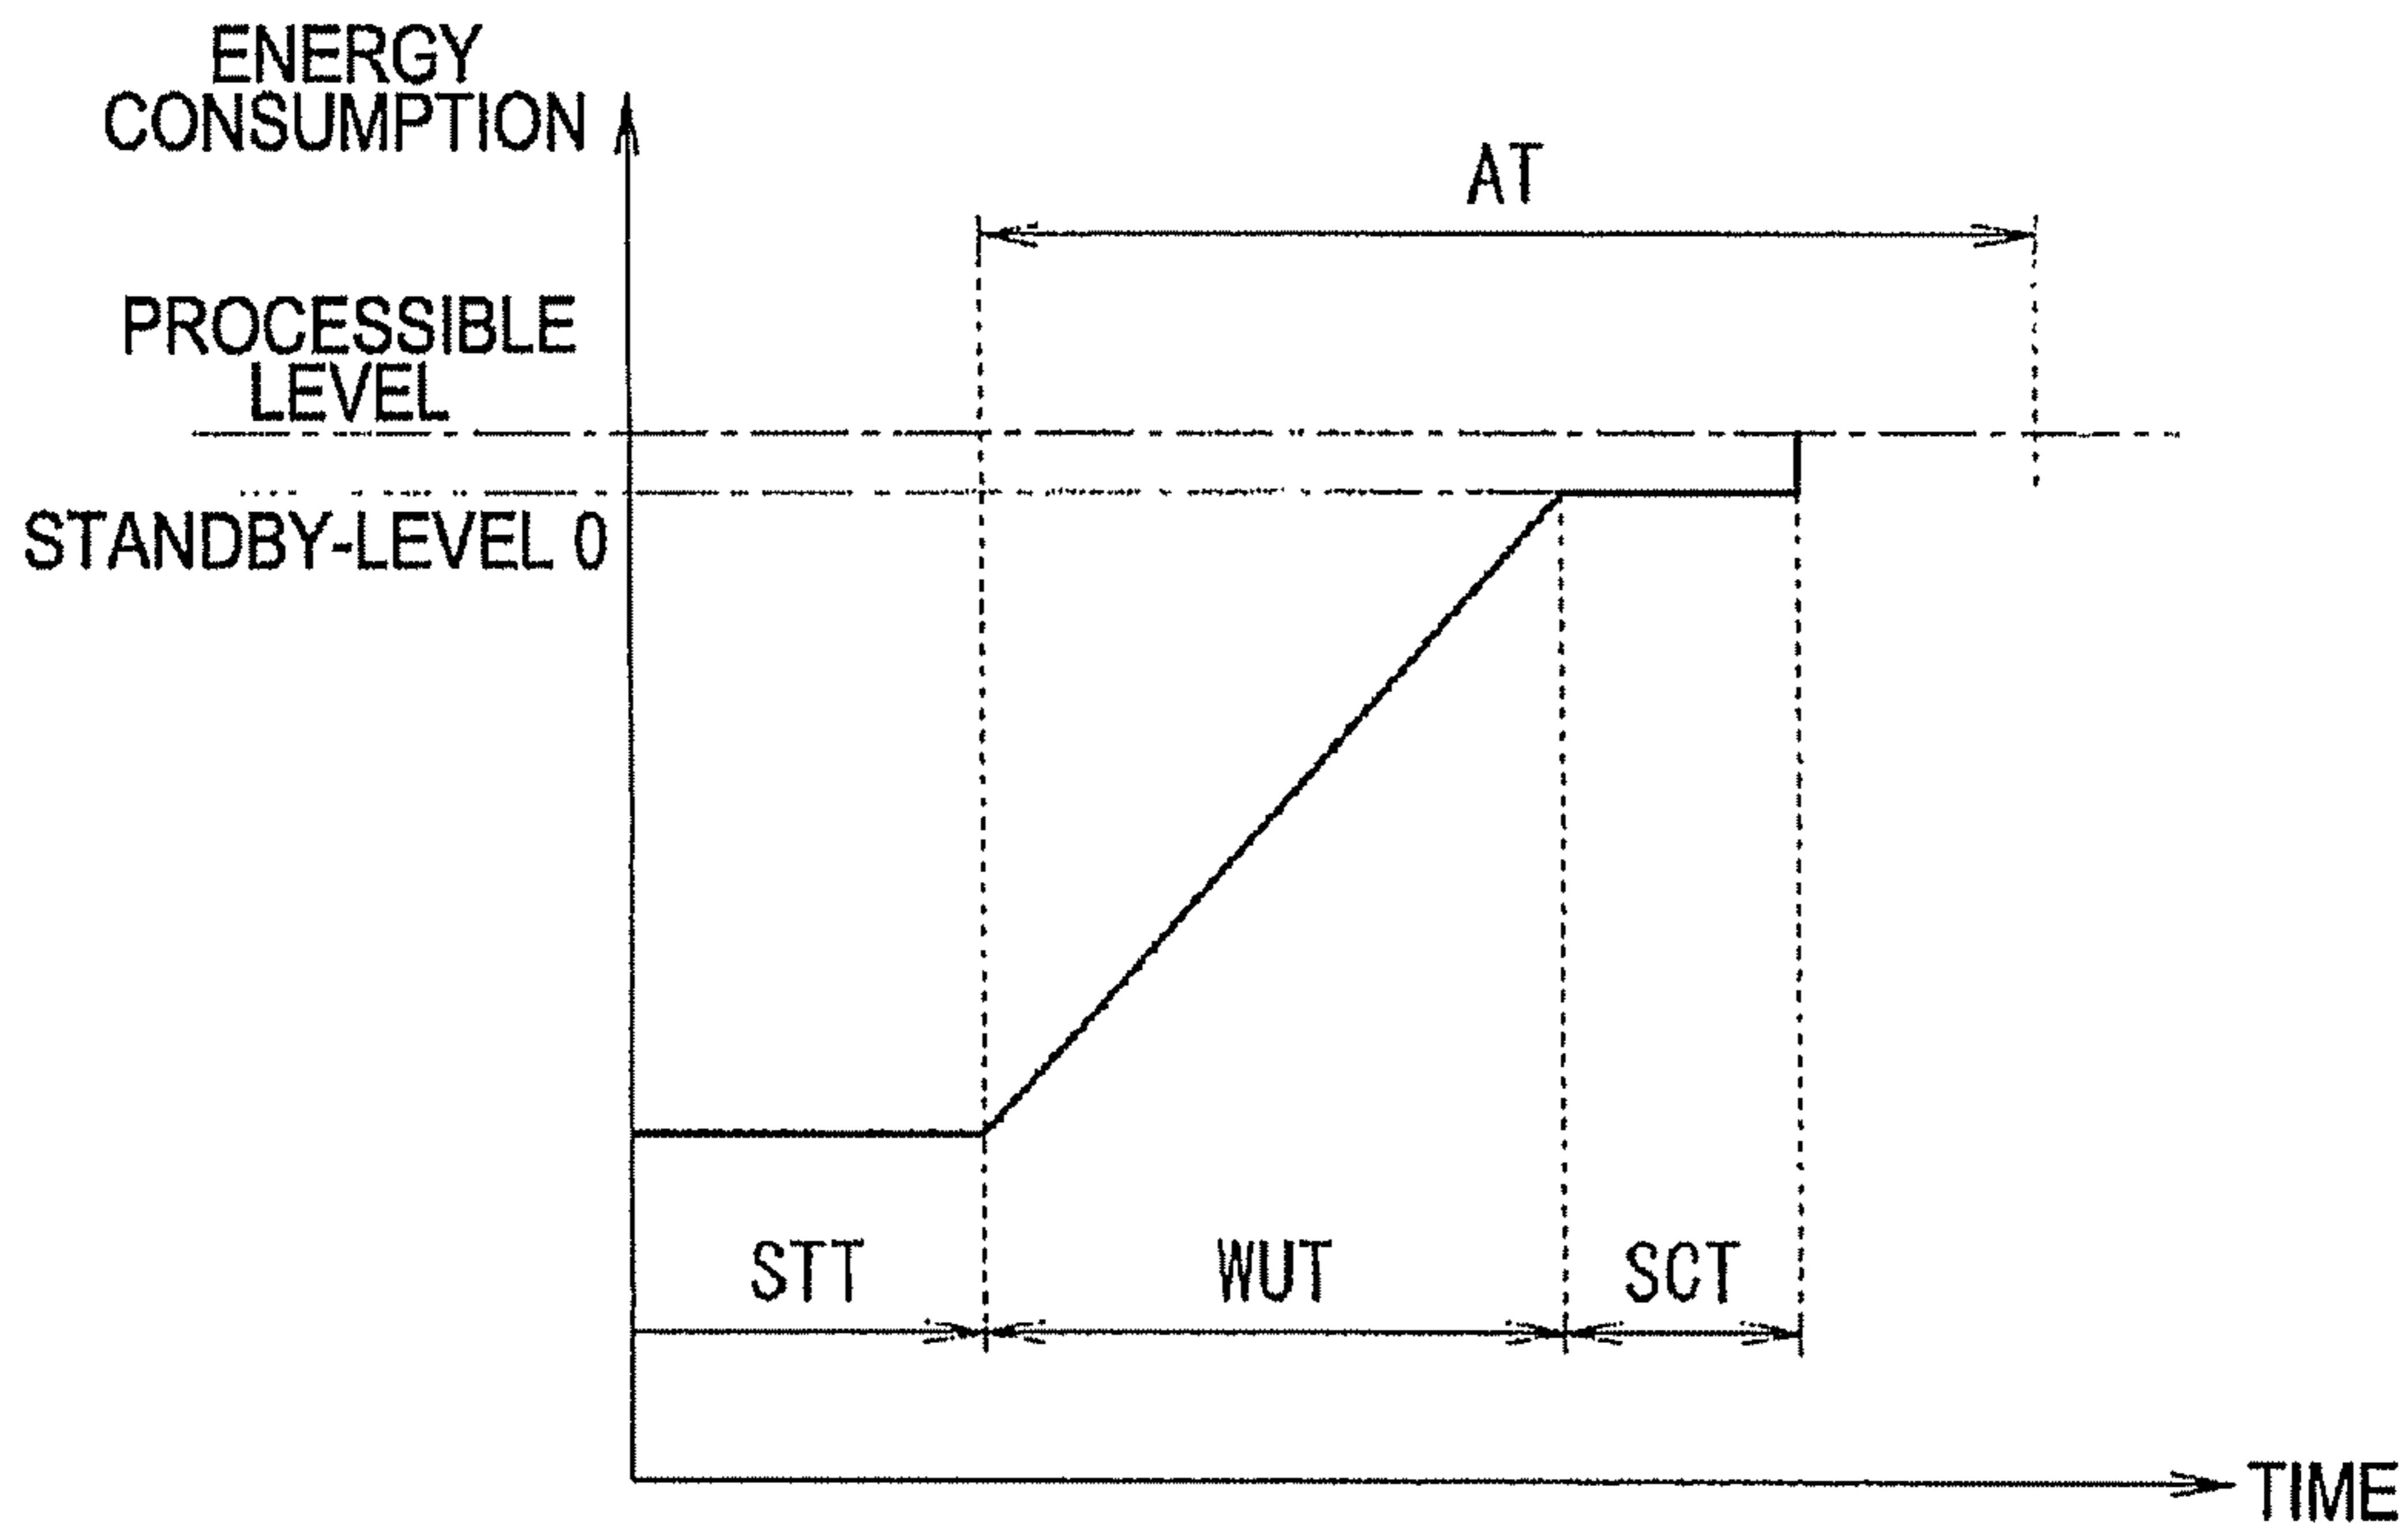 ENERGY
CONSUMPTION
AT
PROCESSIBLE
LEVEL
STANDBY-LEVEL 0
STT
WUT
SCT
TIME